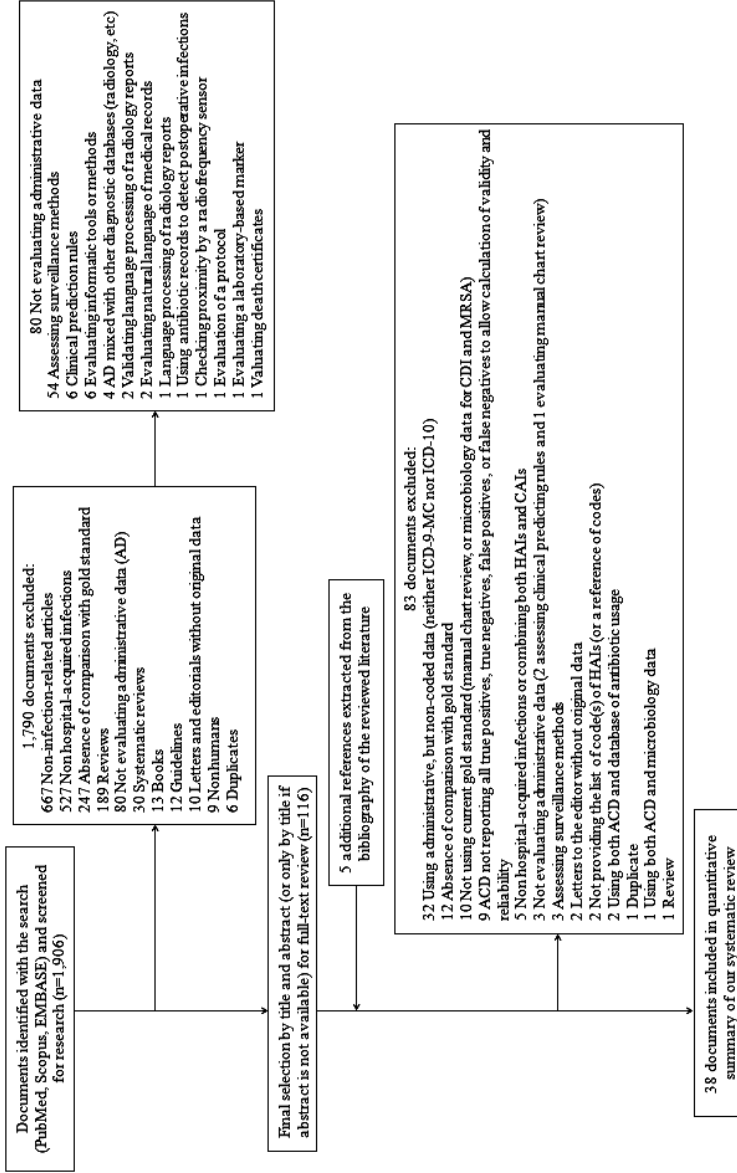 Documents identified with the search
(PubMed, Scopus, EMBASE) and screened
for research (n=1,906)
1,790 documents excluded:
667 Non-infection-related articles
527 Non hospital-acquired infections
247 Absence of comparison with gold standard
189 Reviews
80 Not evaluating administrative data (AD)
30 Systematic reviews
13 Books
12 Guidelines
10 Letters and editorials without original data
9 Nonhumans
6 Duplicates
80 Not evaluating administrative data
54 Assessing surveillance methods
6 Clinical prediction rules
6 Evaluating informatic tools or methods
4 AD mixed with other diagnostic databases (radiology, etc)
2 Validating language processing of radiology reports
2 Evaluating natural language of medical records
1 Language processing of radiology reports
1 Using antibiotic records to detect postoperative infections
1 Checking proximity by a radiofrequency sensor
1 Evaluation of a protocol
1 Evaluating a laboratory-based marker
1 Valuating death certificates
Final selection by title and abstract (or only by title if
abstract is not available) for full-text review (n=116)
5 additional references extracted from the
bibliography of the reviewed literature
83 documents excluded:
32 Using administrative, but non-coded data (neither ICD-9-MC nor ICD-10)
12 Absence of comparison with gold standard
10 Not using current gold standard (manual chart review, or microbiology data for CDI and MRSA)
9 ACD not reporting all true positives, true negatives, false positives, or false negatives to allow calculation of validity and
reliability
5 Non hospital-acquired infections or combining both HAIs and CAIs
3 Not evaluating administrative data (2 assessing clinical predicting rules and 1 evaluating manual chart review)
3 Assessing surveillance methods
2 Letters to the editor without original data
2 Not providing the list of code(s) of HAIs (or a reference of codes)
2 Using both ACD and database of antibiotic usage
1 Duplicate
1 Using both ACD and microbiology data
1 Review
38 documents included in quantitative
summary of our systematic review